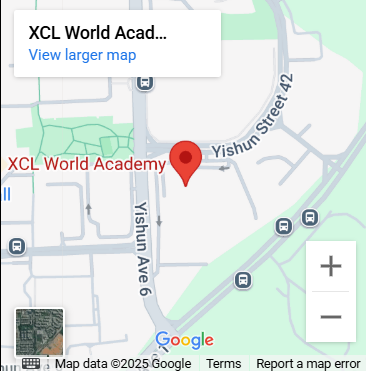 XCL World Acad...
View larger map
Yishun Street 42
XCL World Academy
all
Yishun Ave 6
Google
Map data ©2025 Google
Terms
Report a map error